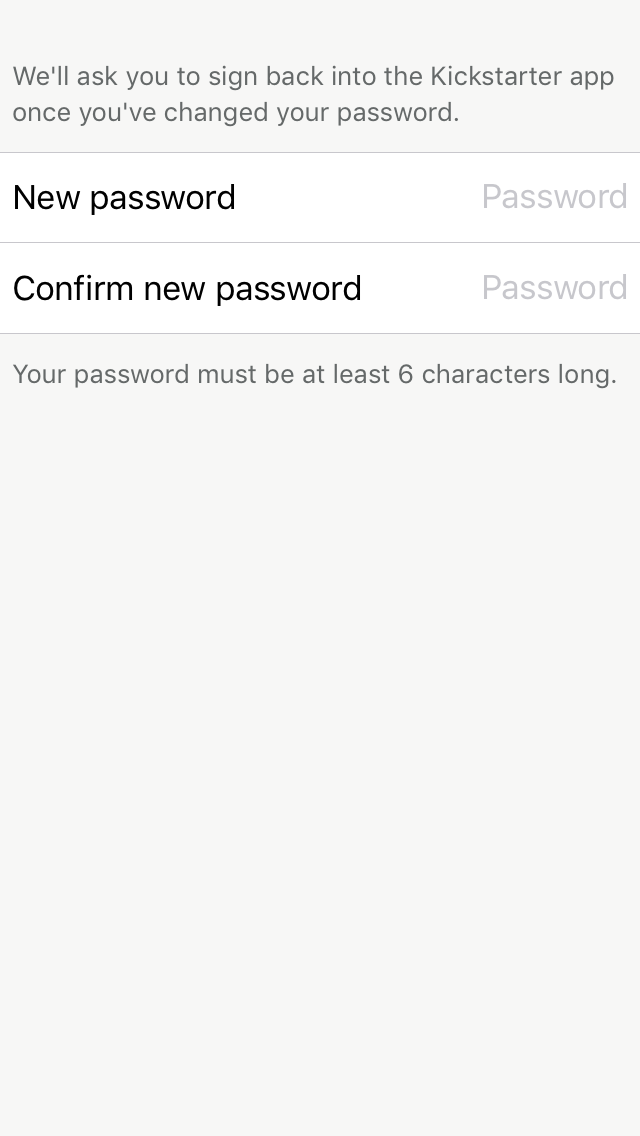 We'll ask you to sign back into the Kickstarter app
once you've changed your password.
New password Password
Confirm new password Password
Your password must be at least 6 characters long.